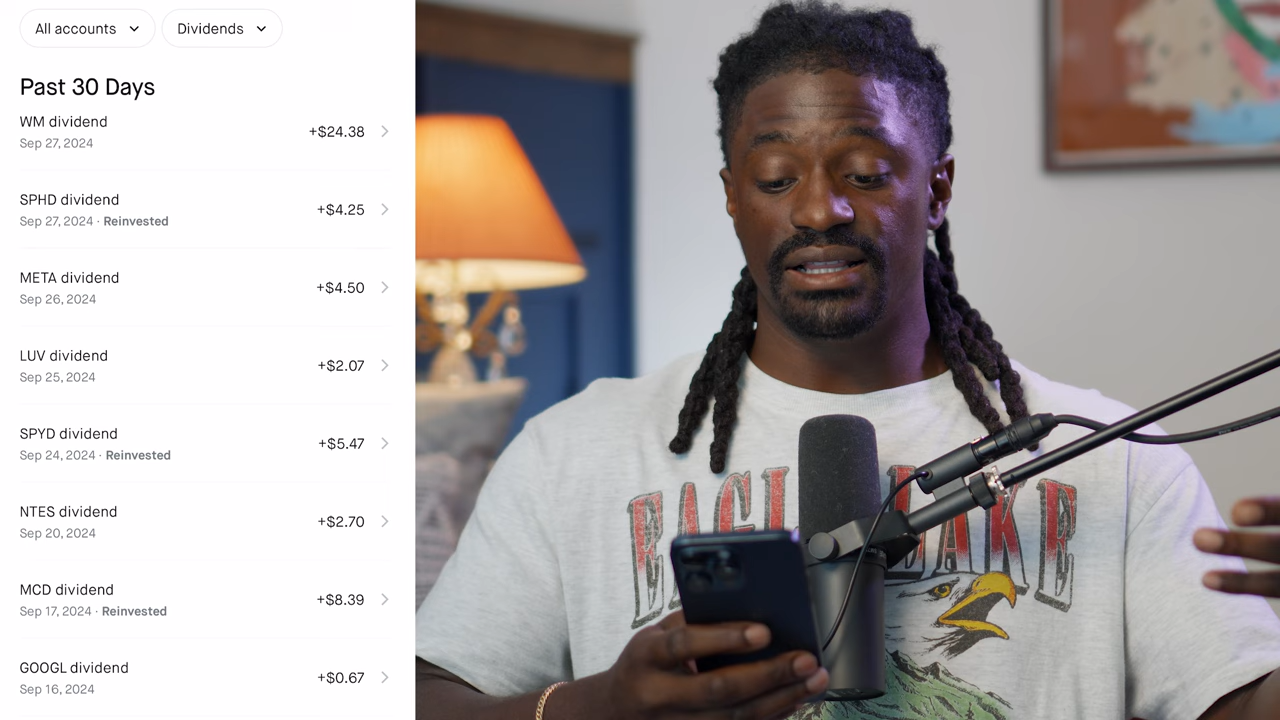 All accounts
Dividends
Past 30 Days
WM dividend
+$24.38
Sep 27, 2024
SPHD dividend
+$4.25
Sep 27, 2024 · Reinvested
META dividend
+$4.50
Sep 26, 2024
LUV dividend
+$2.07
Sep 25, 2024
SPYD dividend
+$5.47
Sep 24, 2024 · Reinvested
NTES dividend
+$2.70
Sep 20, 2024
MCD dividend
+$8.39
Sep 17, 2024 · Reinvested
GOOGL dividend
+$0.67
Sep 16, 2024
EAGLE LAKE